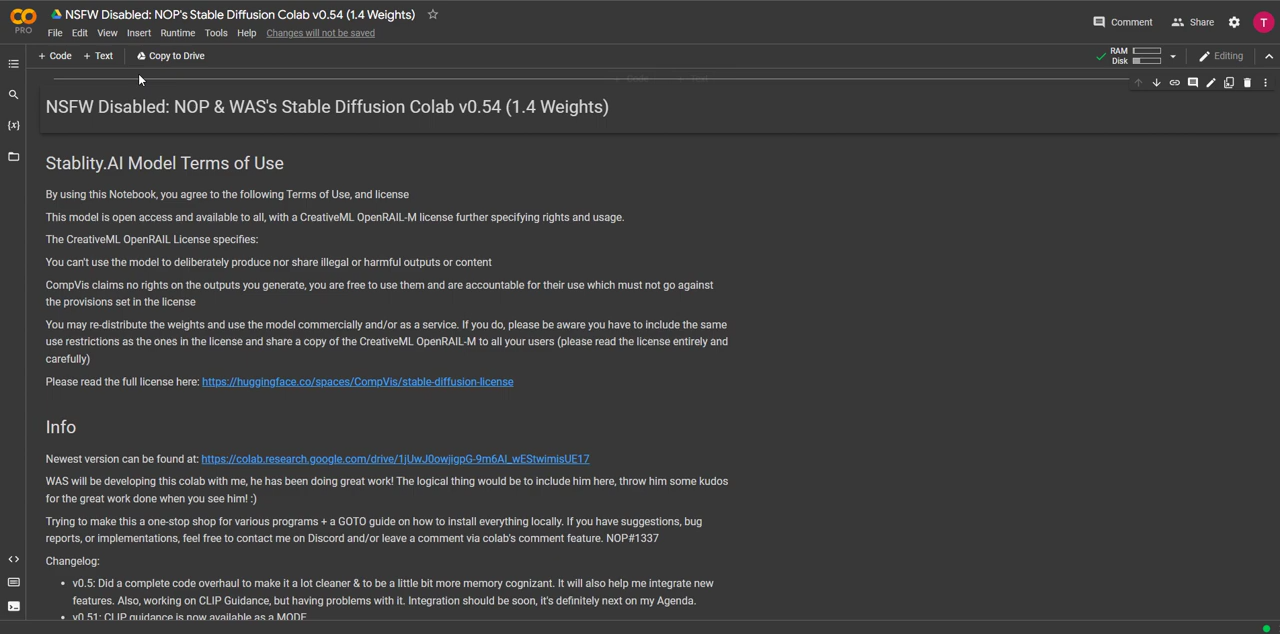 NSFW Disabled: NOP's Stable Diffusion Colab v0.54 (1.4 Weights)
PRO
File Edit View Insert Runtime Tools Help Changes will not be saved
Comment Share T
+ Code + Text Copy to Drive
RAM
Disk
Editing
{x}
NSFW Disabled: NOP & WAS's Stable Diffusion Colab v0.54 (1.4 Weights)
Stablity.AI Model Terms of Use
By using this Notebook, you agree to the following Terms of Use, and license
This model is open access and available to all, with a CreativeML OpenRAIL-M license further specifying rights and usage.
The CreativeML OpenRAIL License specifies:
You can't use the model to deliberately produce nor share illegal or harmful outputs or content
CompVis claims no rights on the outputs you generate, you are free to use them and are accountable for their use which must not go against
the provisions set in the license
You may re-distribute the weights and use the model commercially and/or as a service. If you do, please be aware you have to include the same
use restrictions as the ones in the license and share a copy of the CreativeML OpenRAIL-M to all your users (please read the license entirely and
carefully)
Please read the full license here: https://huggingface.co/spaces/CompVis/stable-diffusion-license
Info
Newest version can be found at: https://colab.research.google.com/drive/1jUwJ0owjigpG-9m6AI_wEStwimisUE17
WAS will be developing this colab with me, he has been doing great work! The logical thing would be to include him here, throw him some kudos
for the great work done when you see him! :)
Trying to make this a one-stop shop for various programs + a GOTO guide on how to install everything locally. If you have suggestions, bug
reports, or implementations, feel free to contact me on Discord and/or leave a comment via colab's comment feature. NOP#1337
Changelog:
• v0.5: Did a complete code overhaul to make it a lot cleaner & to be a little bit more memory cognizant. It will also help me integrate new
features. Also, working on CLIP Guidance, but having problems with it. Integration should be soon, it's definitely next on my Agenda.
• v0.51: CLIP guidance is now available as a MODE